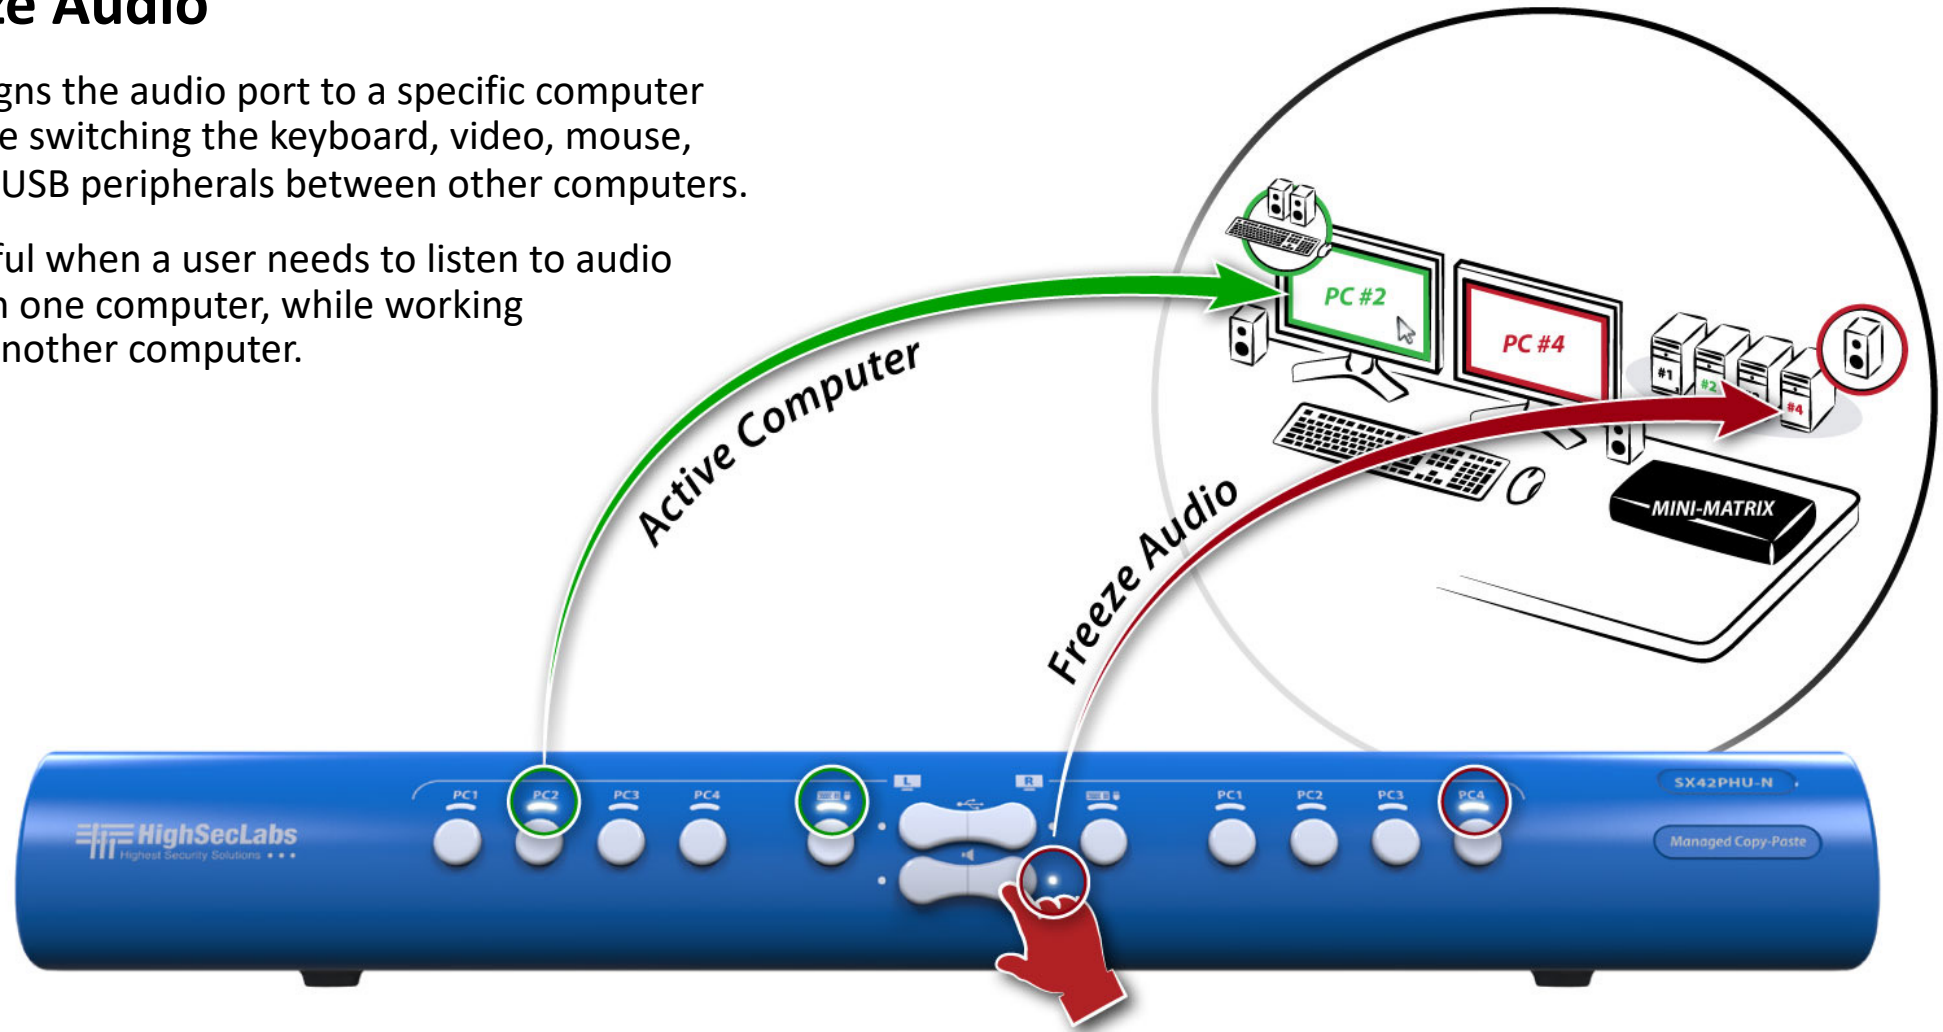 ze Audio
gns the audio port to a specific computer
e switching the keyboard, video, mouse,
USB peripherals between other computers.
ful when a user needs to listen to audio
n one computer, while working
nother computer.
Active Computer
Freeze Audio
PC #2
PC #4
#1
#2
#4
MINI-MATRIX
L
R
PC1
PC2
PC3
PC4
PC1
PC2
PC3
PC4
SX42PHU-N
HighSecLabs
Highest Security Solutions
Managed Copy-Paste